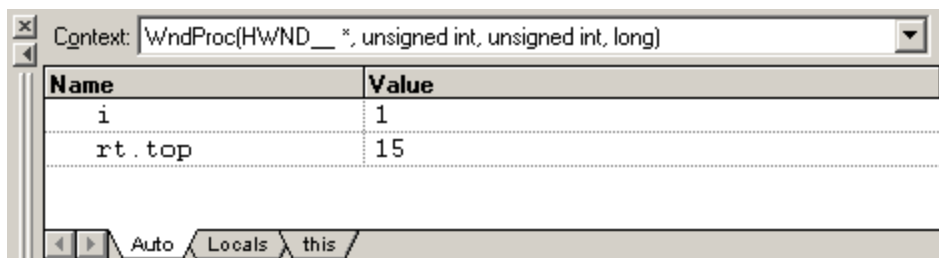 Context: WndProc(HWND__ *, unsigned int, unsigned int, long)
Name Value
i 1
rt.top 15
Auto Locals this